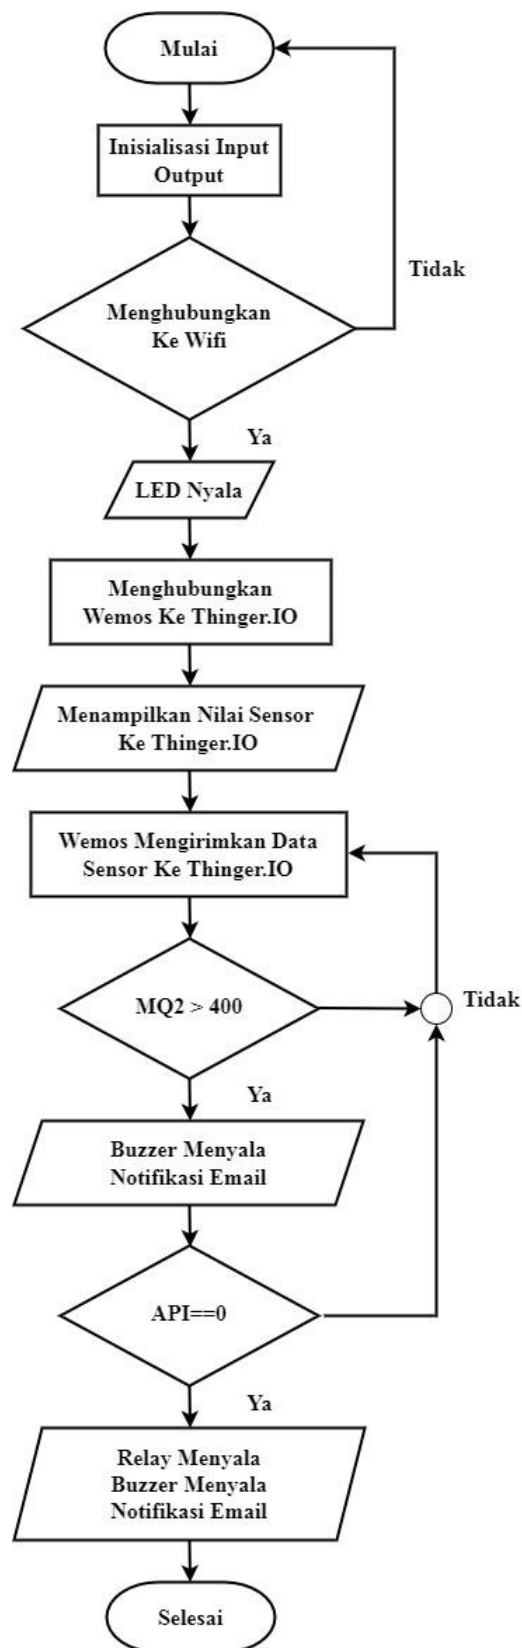 Mulai
Inisialisasi Input
Output
Tidak
Menghubungkan
Ke Wifi
Ya
LED Nyala
Menghubungkan
Wemos Ke Thinger.IO
Menampilkan Nilai Sensor
Ke Thinger.IO
Wemos Mengirimkan Data
Sensor Ke Thinger.IO
MQ2 > 400
Tidak
Ya
Buzzer Menyala
Notifikasi Email
API==0
Ya
Relay Menyala
Buzzer Menyala
Notifikasi Email
Selesai